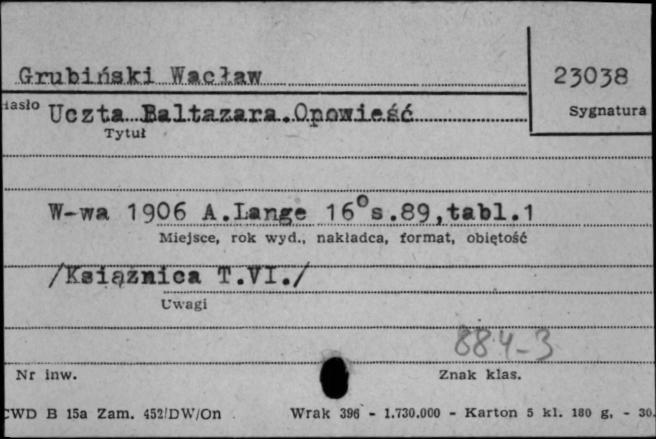 Grubiński Wacław
23038
iasło Uczta Baltazara.Opowieść
Sygnatura
Tytuł
W-wa 1906 A.Lange 16°s.89,tabl.1
Miejsce, rok wyd., nakładca, format, objętość
/Książnica T.VI./
Uwagi
884-3
Nr inw.
Znak klas.
CWD B 15a Zam. 452/DW/On
Wrak 396 - 1.730.000 - Karton 5 kl. 180 g. - 30.